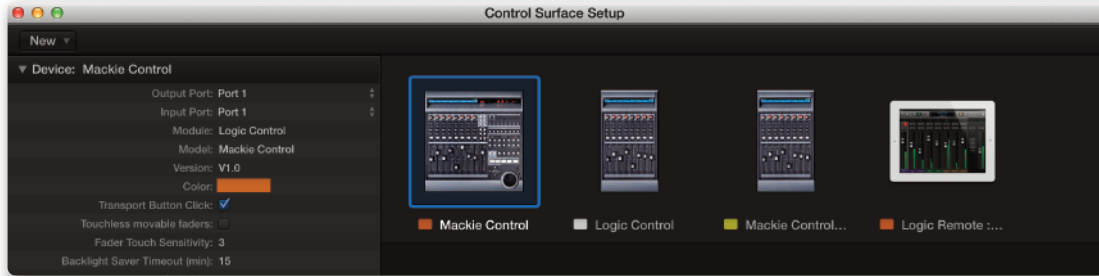 Control Surface Setup
New
Device: Mackie Control
Output Port: Port 1
Input Port: Port 1
Module: Logic Control
Model: Mackie Control
Version: V1.0
Color:
Transport Button Click:
Touchless movable faders:
Fader Touch Sensitivity: 3
Backlight Saver Timeout (min): 15
Mackie Control
Logic Control
Mackie Control...
Logic Remote :...